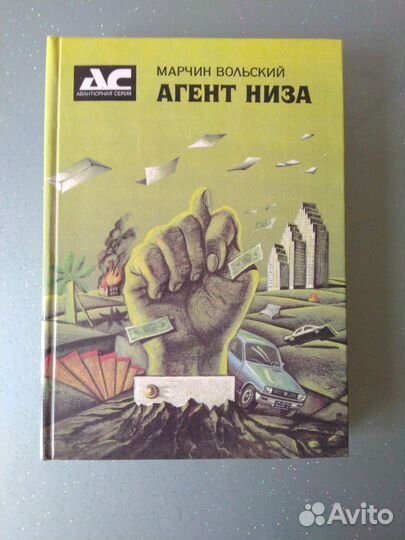 АС
АВАНТЮРНАЯ СЕРИЯ
МАРЧИН ВОЛЬСКИЙ
АГЕНТ НИЗА
Avito